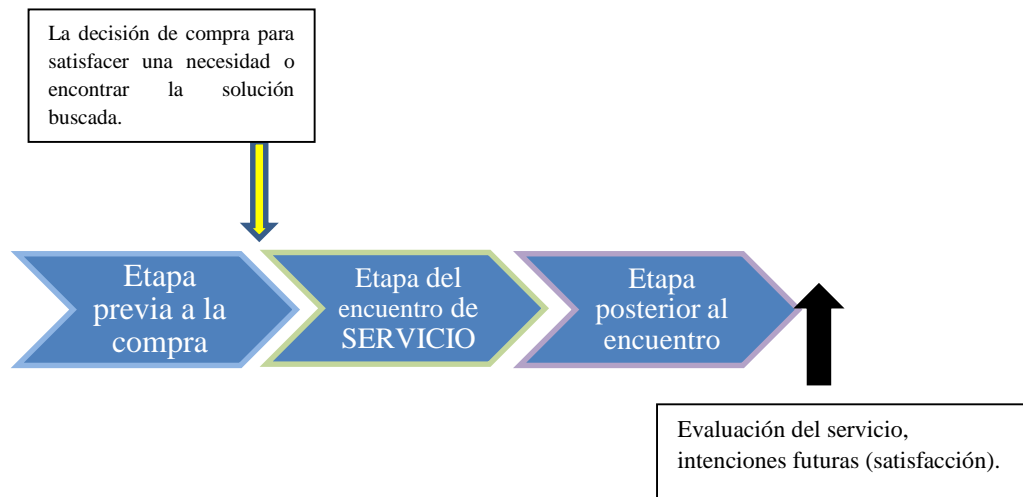 La decisión de compra para
satisfacer una necesidad o
encontrar la solución
buscada.
Etapa
previa a la
compra
Etapa del
encuentro de
SERVICIO
Etapa
posterior al
encuentro
Evaluación del servicio,
intenciones futuras (satisfacción).